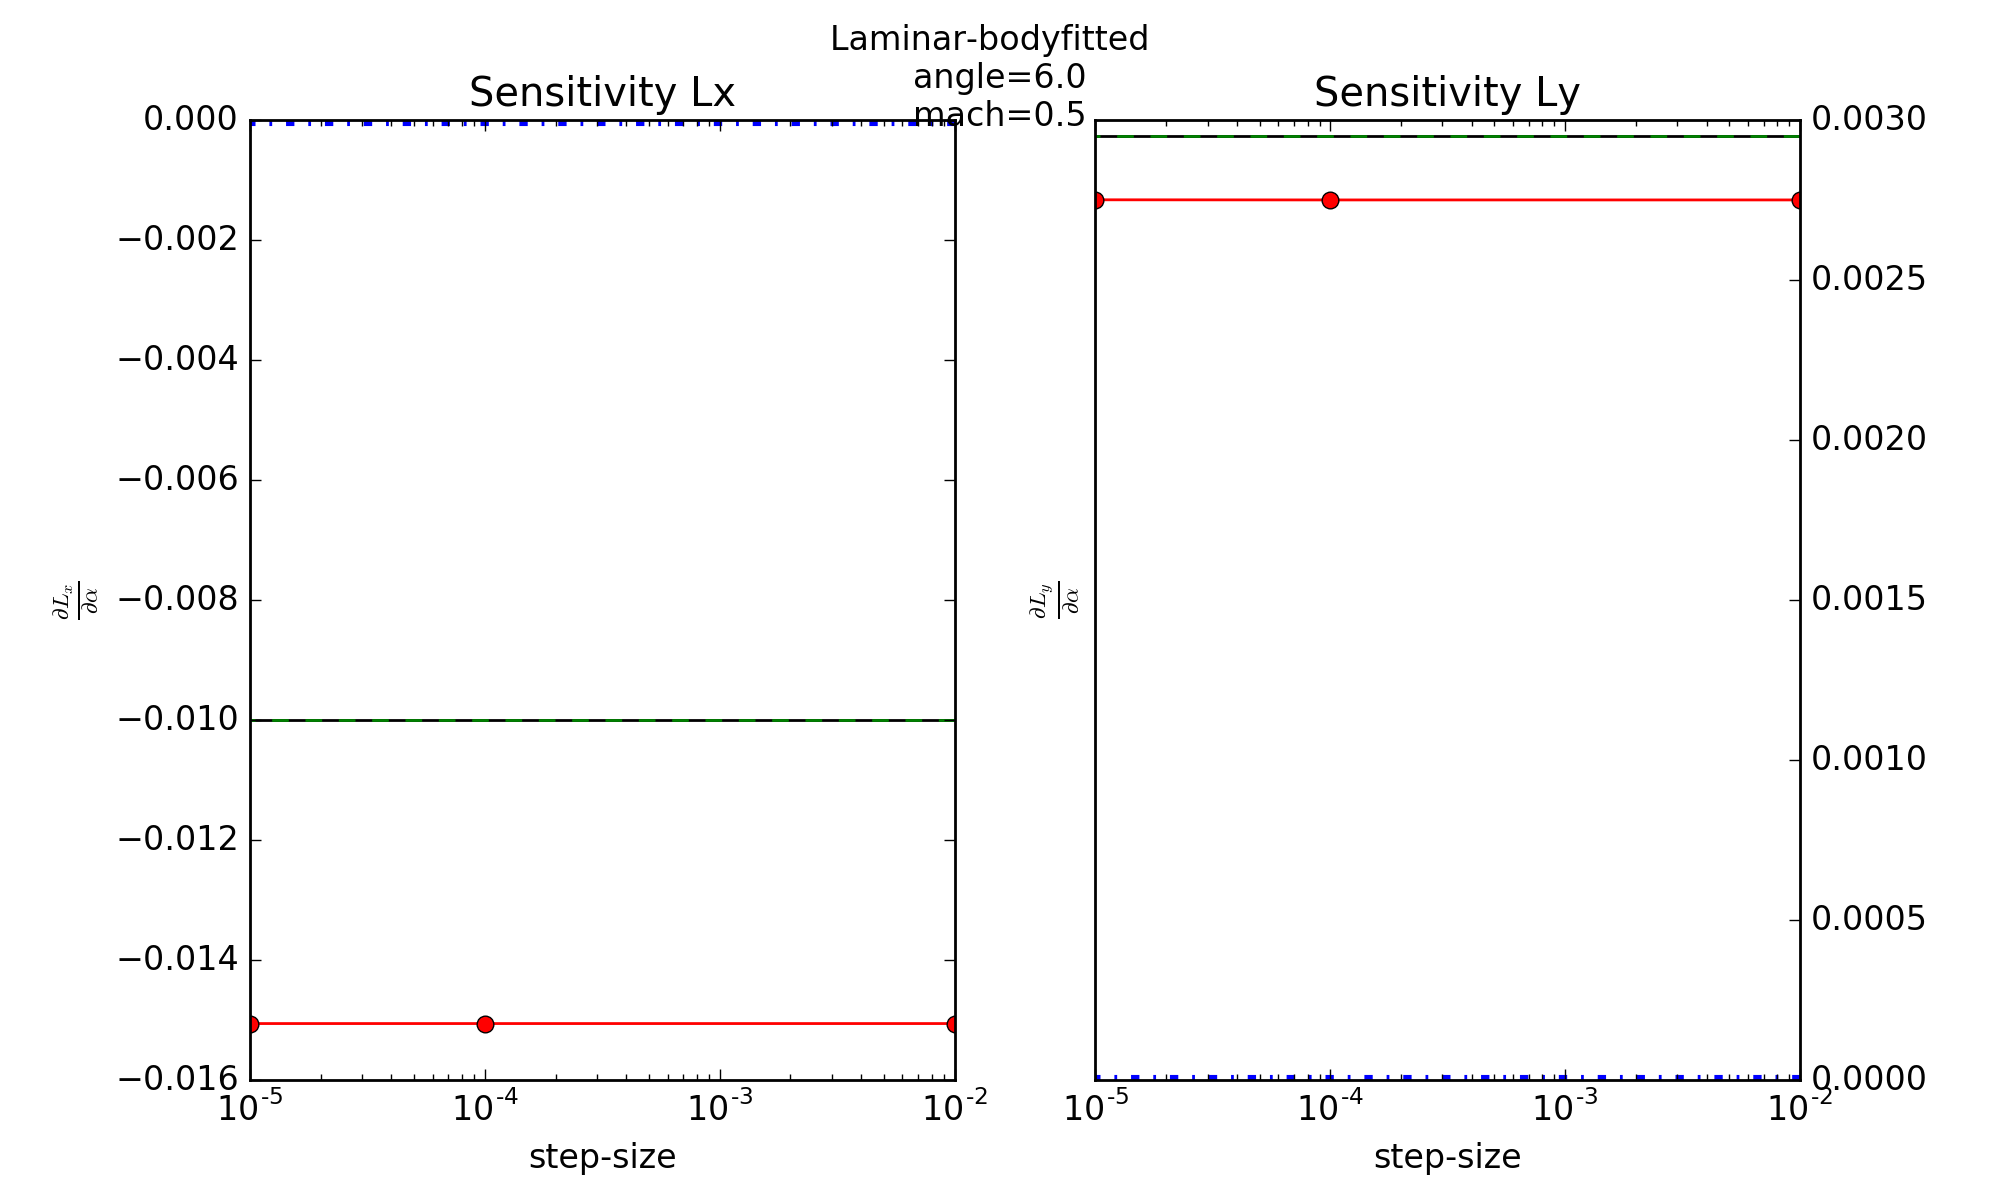 Laminar-bodyfitted
angle=6.0
mach=0.5
Sensitivity Lx
0.000
−0.002
−0.004
−0.006
−0.008
−0.010
−0.012
−0.014
−0.016
∂Lₓ/∂α
10⁻⁵ 10⁻⁴ 10⁻³ 10⁻²
step-size
Sensitivity Ly
0.0030
0.0025
0.0020
0.0015
0.0010
0.0005
0.0000
∂L_y/∂α
10⁻⁵ 10⁻⁴ 10⁻³ 10⁻²
step-size